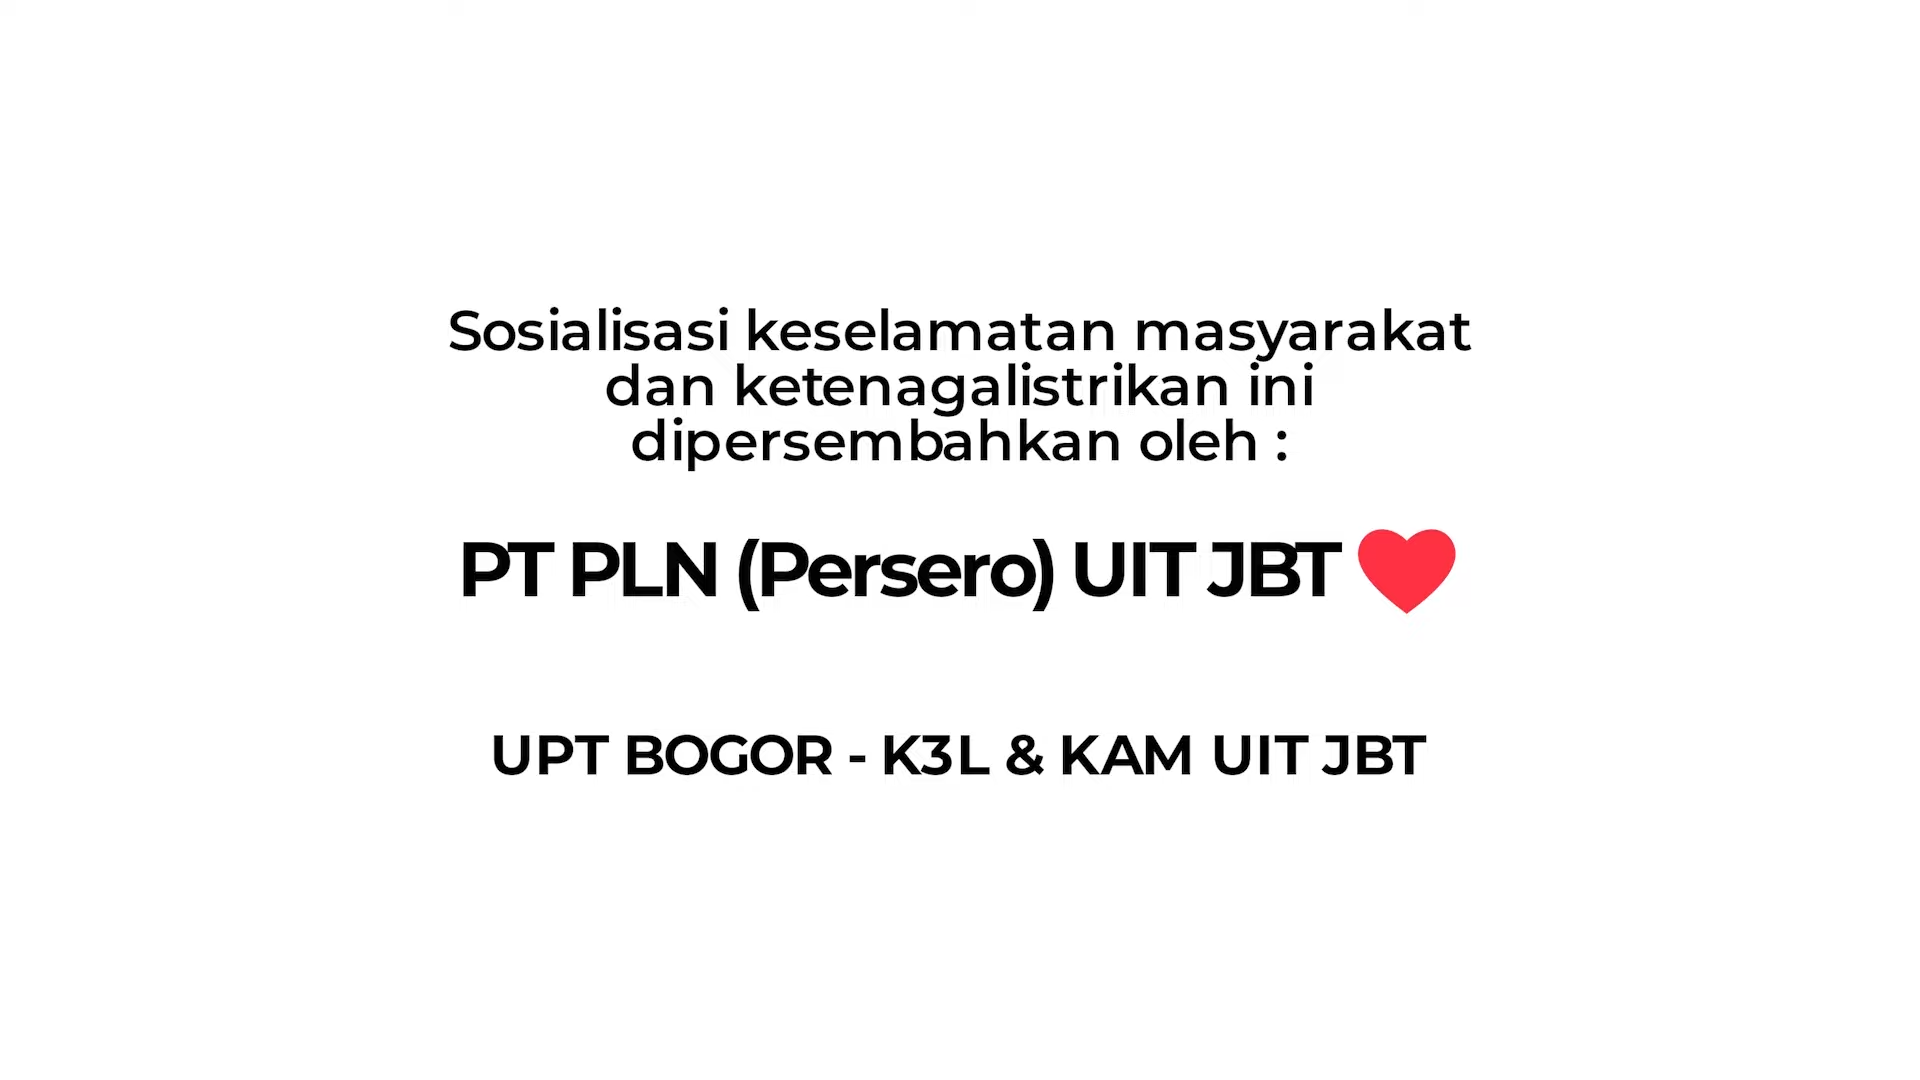 Sosialisasi keselamatan masyarakat
dan ketenagalistrikan ini
dipersembahkan oleh :
PT PLN (Persero) UIT JBT
UPT BOGOR - K3L & KAM UIT JBT